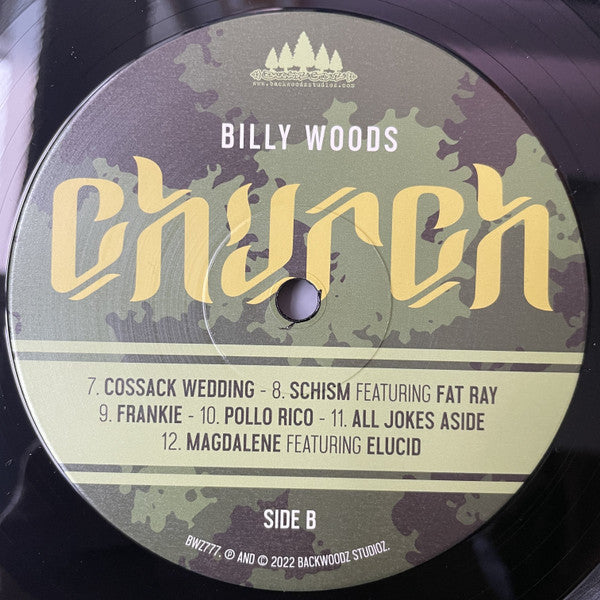 www.backwoodzstudioz.com
BILLY WOODS
church
7. COSSACK WEDDING - 8. SCHISM FEATURING FAT RAY
9. FRANKIE - 10. POLLO RICO - 11. ALL JOKES ASIDE
12. MAGDALENE FEATURING ELUCID
SIDE B
BWZ777. Ⓟ AND © 2022 BACKWOODZ STUDIOZ.